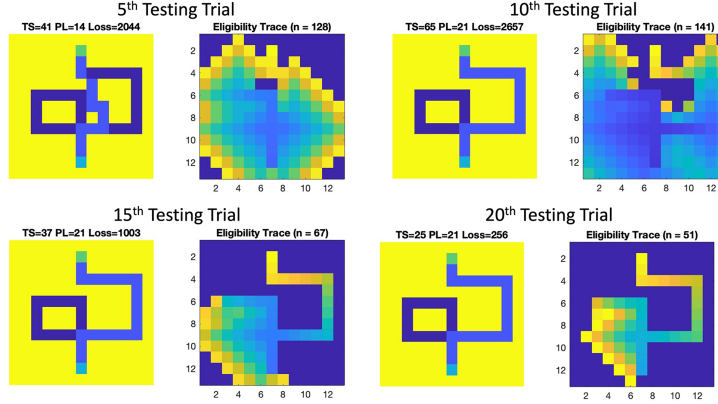 5th Testing Trial
TS=41 PL=14 Loss=2044
Eligibility Trace (n = 128)
2
4
6
8
10
12
2 4 6 8 10 12
10th Testing Trial
TS=65 PL=21 Loss=2657
Eligibility Trace (n = 141)
2
4
6
8
10
12
2 4 6 8 10 12
15th Testing Trial
TS=37 PL=21 Loss=1003
Eligibility Trace (n = 67)
2
4
6
8
10
12
2 4 6 8 10 12
20th Testing Trial
TS=25 PL=21 Loss=256
Eligibility Trace (n = 51)
2
4
6
8
10
12
2 4 6 8 10 12